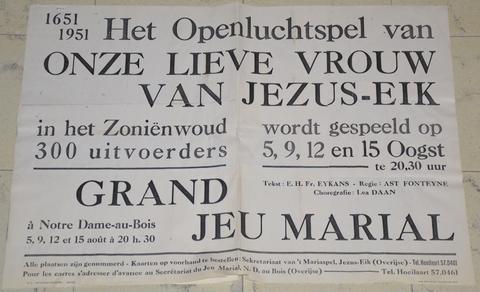 1651
1951
Het Openluchtspel van
ONZE LIEVE VROUW
VAN JEZUS-EIK
in het Zoniënwoud
300 uitvoerders
wordt gespeeld op
5, 9, 12 en 15 Oogst
te 20,30 uur
Tekst: E. H. Fr. EYKANS - Regie: AST FONTEYNE
Choregrafie: Lea DAAN
GRAND
JEU MARIAL
à Notre Dame-au-Bois
5, 9, 12 et 15 août à 20 h. 30
Alle plaatsen zijn genummerd - Kaarten op voorhand te bestellen: Sekretariaat van 't Mariaspel, Jezus-Eik (Overijse) - Tel. Hoeilaart 57.0461
Pour les cartes s'adresser d'avance au Secrétariat du Jeu Marial, N. D. au Bois (Overijse) - Tel. Hoeilaart 57.0461